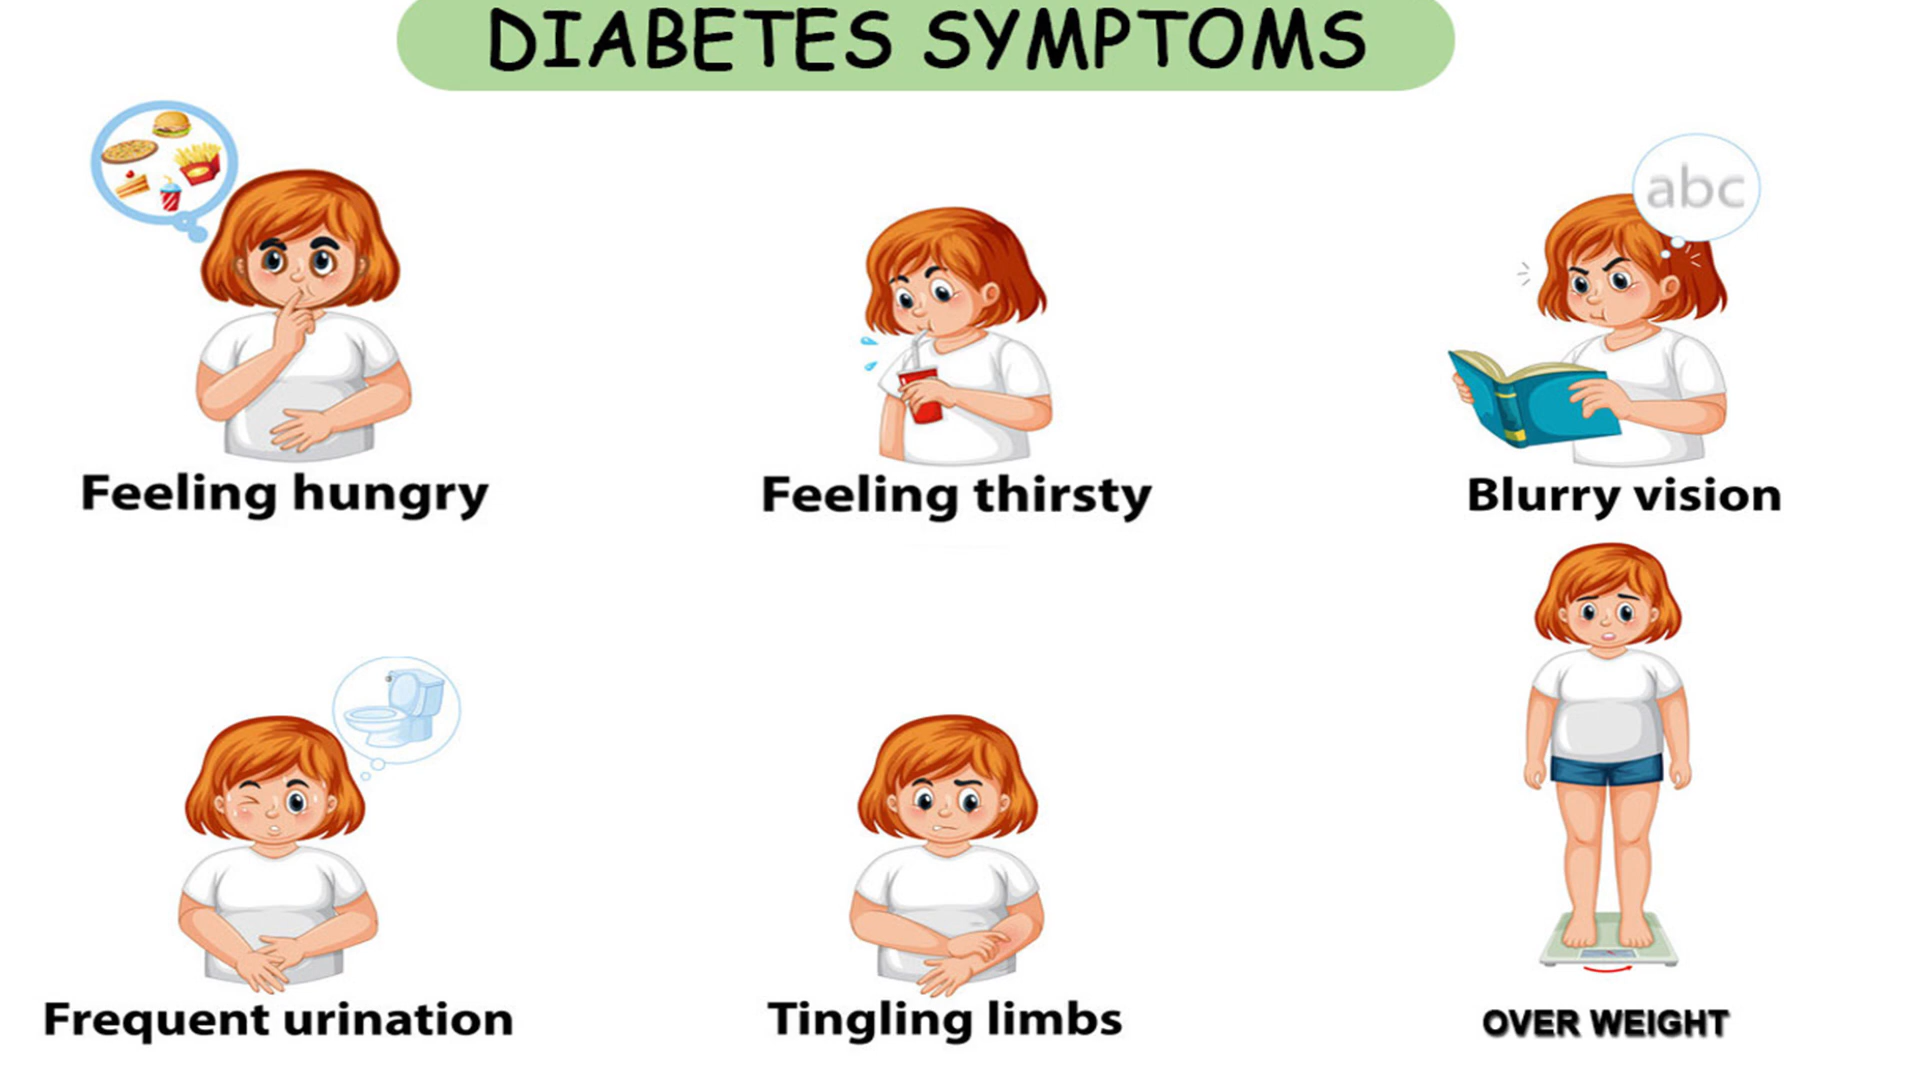 DIABETES SYMPTOMS
abc
Feeling hungry
Feeling thirsty
Blurry vision
Frequent urination
Tingling limbs
OVER WEIGHT